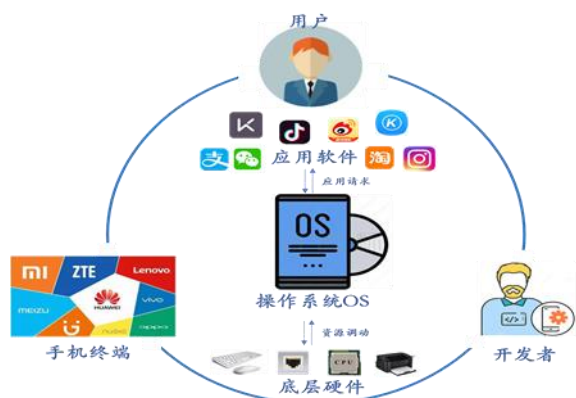 用户
应用软件
应用请求
OS
操作系统OS
mi
ZTE
Lenovo
MEIZU
HUAWEI
vivo
nubia
oppo
手机终端
</>
开发者
资源调动
CPU
底层硬件
支
淘
K